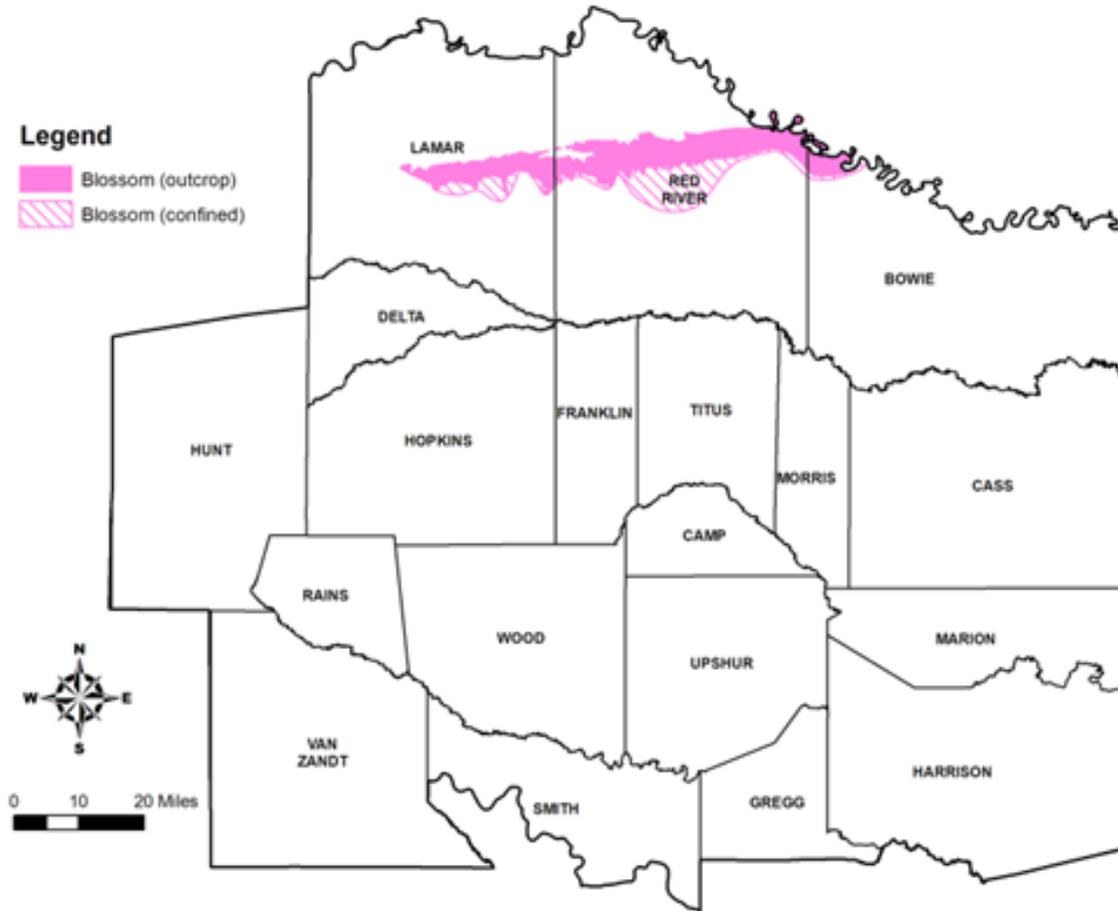 Legend
Blossom (outcrop)
Blossom (confined)
LAMAR
RED
RIVER
BOWIE
DELTA
FRANKLIN
TITUS
HOPKINS
HUNT
MORRIS
CASS
CAMP
RAINS
WOOD
MARION
UPSHUR
N
W
E
S
VAN
ZANDT
HARRISON
SMITH
GREGG
0 10 20 Miles